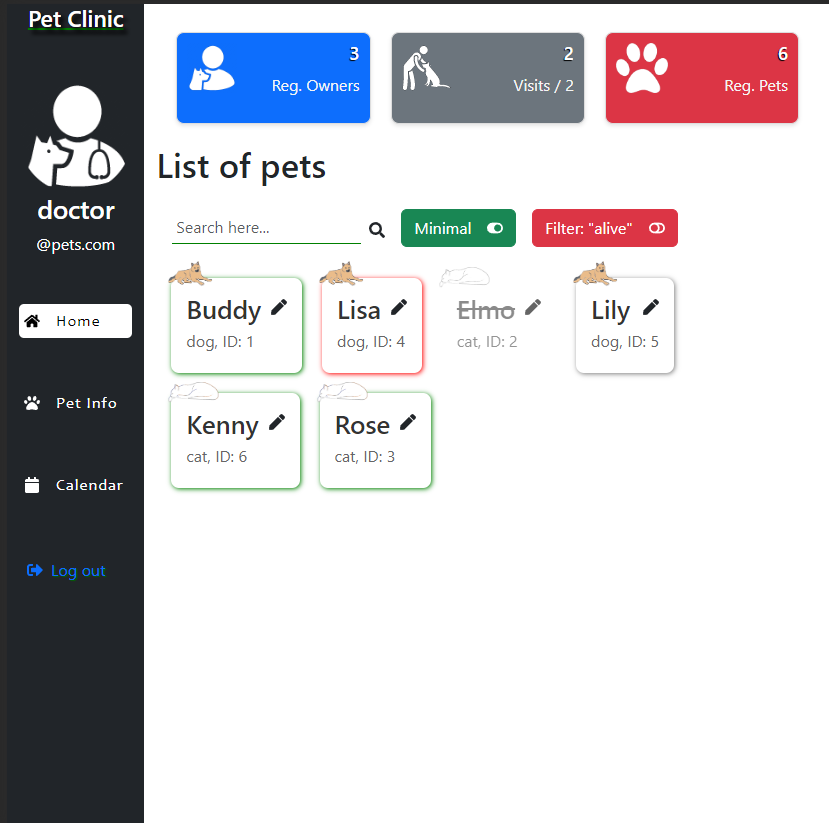 Pet Clinic
doctor
@pets.com
Home
Pet Info
Calendar
Log out
3
Reg. Owners
2
Visits / 2
6
Reg. Pets
List of pets
Search here...
Minimal
Filter: "alive"
Buddy
dog, ID: 1
Lisa
dog, ID: 4
Elmo
cat, ID: 2
Lily
dog, ID: 5
Kenny
cat, ID: 6
Rose
cat, ID: 3